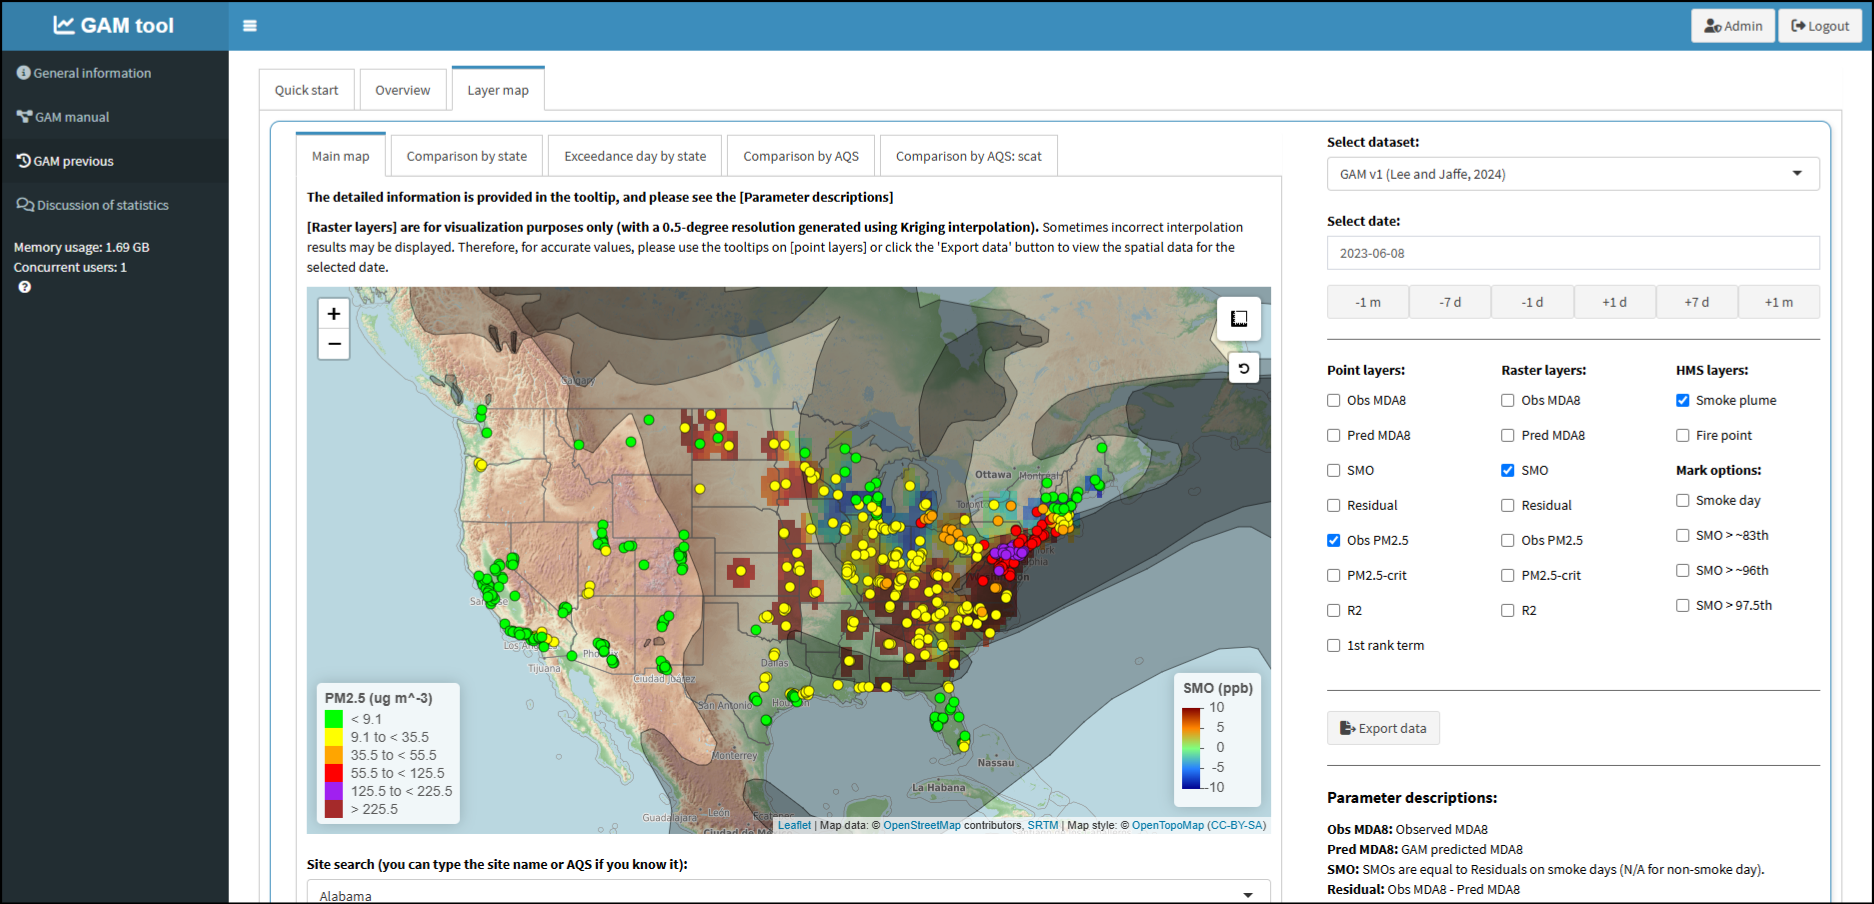 GAM tool
Admin
Logout
General information
GAM manual
GAM previous
Discussion of statistics
Memory usage: 1.69 GB
Concurrent users: 1
Quick start
Overview
Layer map
Main map
Comparison by state
Exceedance day by state
Comparison by AQS
Comparison by AQS: scat
The detailed information is provided in the tooltip, and please see the [Parameter descriptions]
[Raster layers] are for visualization purposes only (with a 0.5-degree resolution generated using Kriging interpolation). Sometimes incorrect interpolation
results may be displayed. Therefore, for accurate values, please use the tooltips on [point layers] or click the 'Export data' button to view the spatial data for the
selected date.
+
−
Calgary
Ottawa
Montreal
Dallas
Tijuana
Ciudad Juárez
San Antonio
Monterrey
Nassau
La Habana
Guadalajara
León
PM2.5 (ug m^-3)
< 9.1
9.1 to < 35.5
35.5 to < 55.5
55.5 to < 125.5
125.5 to < 225.5
> 225.5
SMO (ppb)
10
5
0
-5
-10
Leaflet | Map data: © OpenStreetMap contributors, SRTM | Map style: © OpenTopoMap (CC-BY-SA)
Site search (you can type the site name or AQS if you know it):
Alabama
Select dataset:
GAM v1 (Lee and Jaffe, 2024)
Select date:
2023-06-08
-1 m
-7 d
-1 d
+1 d
+7 d
+1 m
Point layers:
Obs MDA8
Pred MDA8
SMO
Residual
Obs PM2.5
PM2.5-crit
R2
1st rank term
Raster layers:
Obs MDA8
Pred MDA8
SMO
Residual
Obs PM2.5
PM2.5-crit
R2
HMS layers:
Smoke plume
Fire point
Mark options:
Smoke day
SMO > ~83th
SMO > ~96th
SMO > 97.5th
Export data
Parameter descriptions:
Obs MDA8: Observed MDA8
Pred MDA8: GAM predicted MDA8
SMO: SMOs are equal to Residuals on smoke days (N/A for non-smoke day).
Residual: Obs MDA8 - Pred MDA8